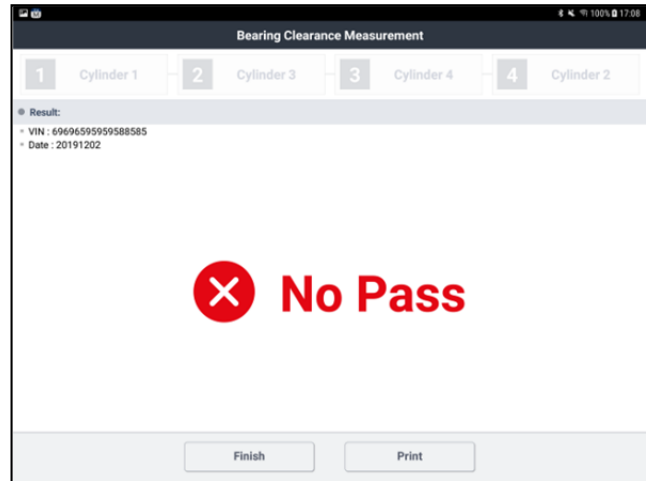 100% 17:08
Bearing Clearance Measurement
1 Cylinder 1 2 Cylinder 3 3 Cylinder 4 4 Cylinder 2
Result:
VIN : 69696595959588585
Date : 20191202
No Pass
Finish Print